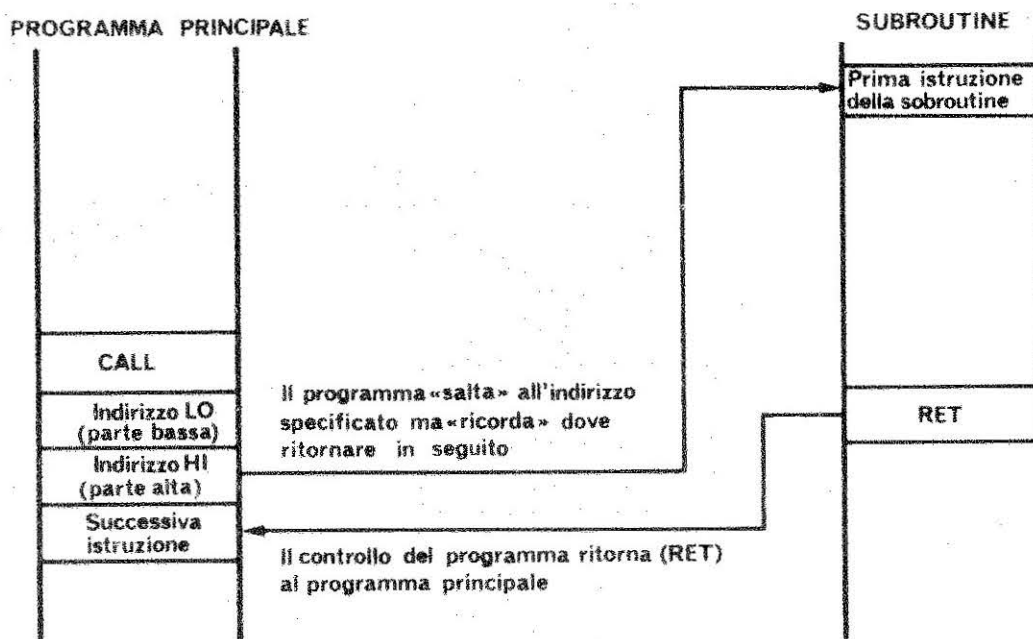 PROGRAMMA PRINCIPALE
SUBROUTINE
Prima istruzione
della sobroutine
CALL
Indirizzo LO
(parte bassa)
Indirizzo HI
(parte alta)
Successiva
istruzione
Il programma «salta» all'indirizzo
specificato ma «ricorda» dove
ritornare in seguito
RET
Il controllo del programma ritorna (RET)
al programma principale